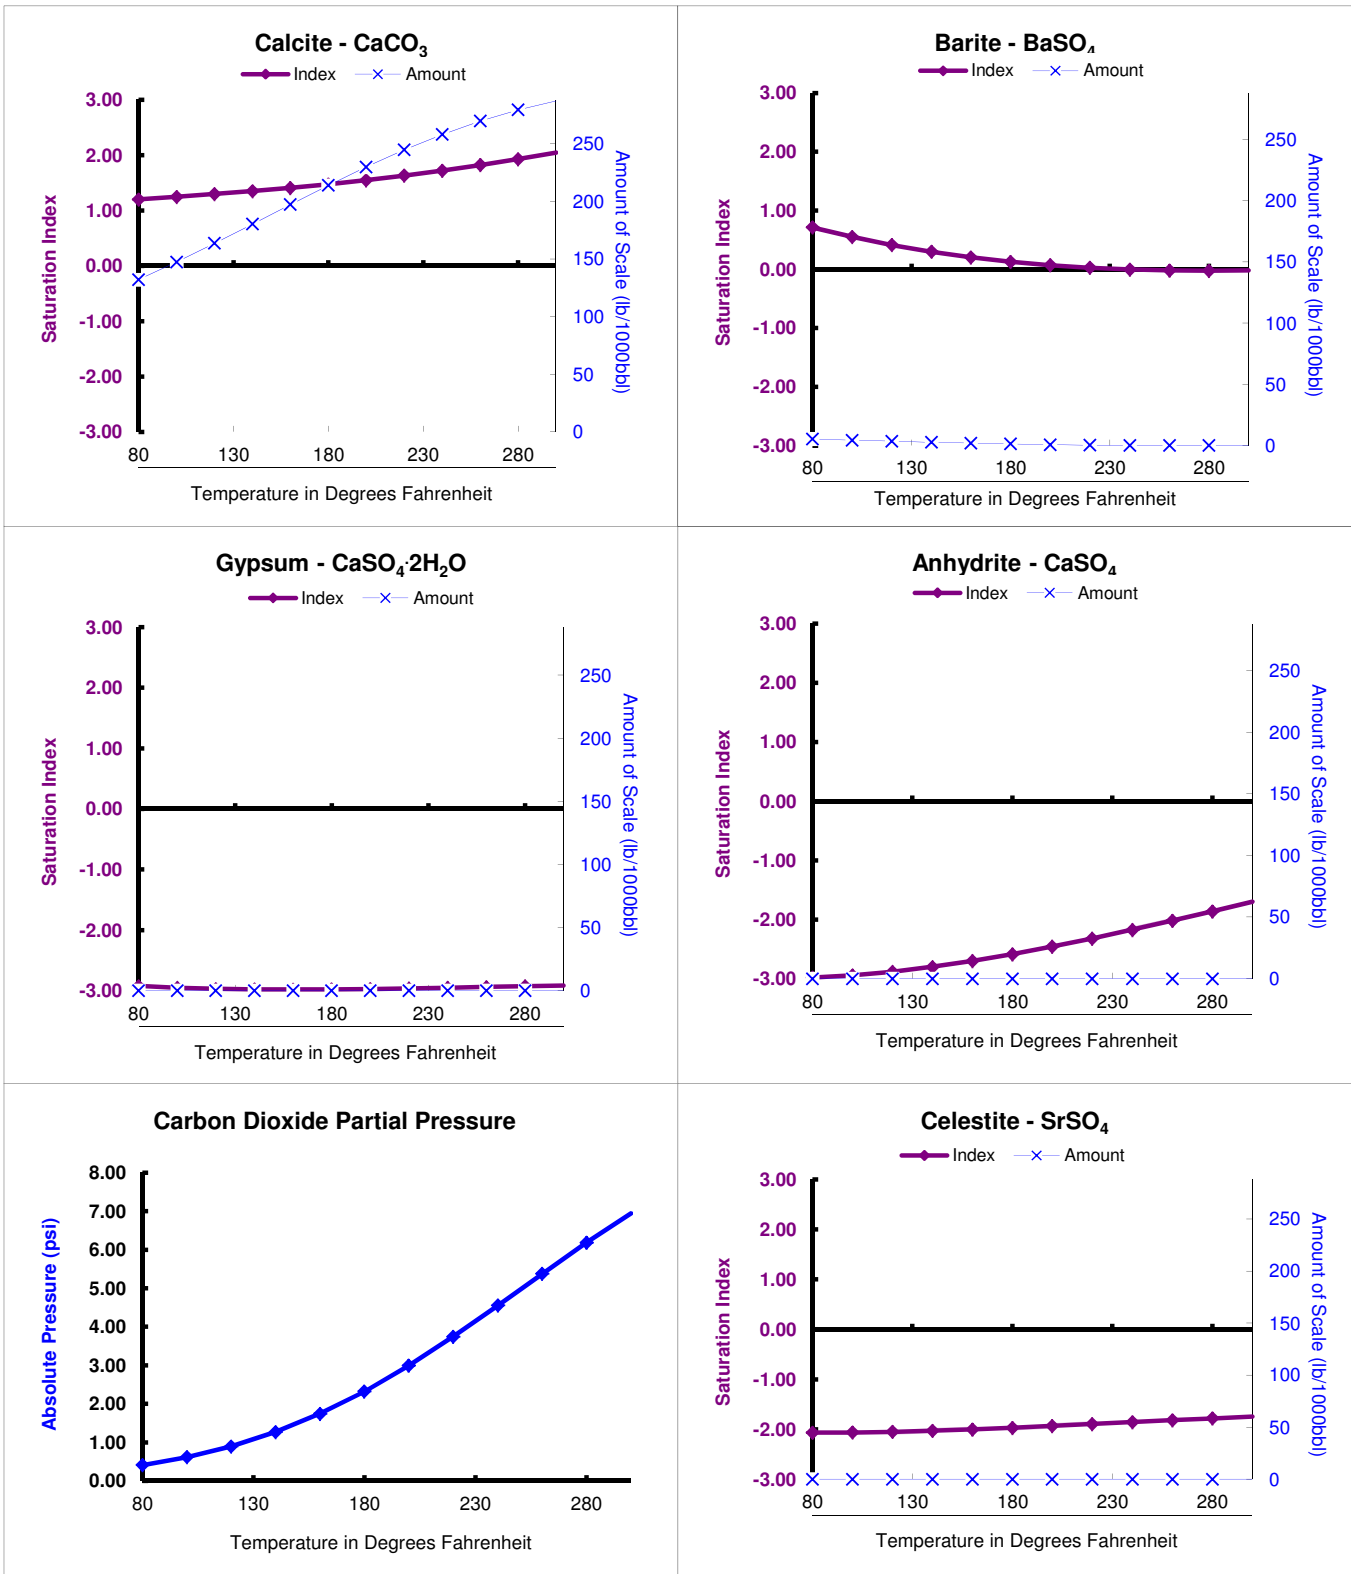 Calcite - CaCO3
Index Amount
3.00
2.00
1.00
0.00
-1.00
-2.00
-3.00
Saturation Index
250
200
150
100
50
0
Amount of Scale (lb/1000bbl)
80 130 180 230 280
Temperature in Degrees Fahrenheit
Barite - BaSO4
Index Amount
3.00
2.00
1.00
0.00
-1.00
-2.00
-3.00
Saturation Index
250
200
150
100
50
0
Amount of Scale (lb/1000bbl)
80 130 180 230 280
Temperature in Degrees Fahrenheit
Gypsum - CaSO4·2H2O
Index Amount
3.00
2.00
1.00
0.00
-1.00
-2.00
-3.00
Saturation Index
250
200
150
100
50
0
Amount of Scale (lb/1000bbl)
80 130 180 230 280
Temperature in Degrees Fahrenheit
Anhydrite - CaSO4
Index Amount
3.00
2.00
1.00
0.00
-1.00
-2.00
-3.00
Saturation Index
250
200
150
100
50
0
Amount of Scale (lb/1000bbl)
80 130 180 230 280
Temperature in Degrees Fahrenheit
Carbon Dioxide Partial Pressure
8.00
7.00
6.00
5.00
4.00
3.00
2.00
1.00
0.00
Absolute Pressure (psi)
80 130 180 230 280
Temperature in Degrees Fahrenheit
Celestite - SrSO4
Index Amount
3.00
2.00
1.00
0.00
-1.00
-2.00
-3.00
Saturation Index
250
200
150
100
50
0
Amount of Scale (lb/1000bbl)
80 130 180 230 280
Temperature in Degrees Fahrenheit